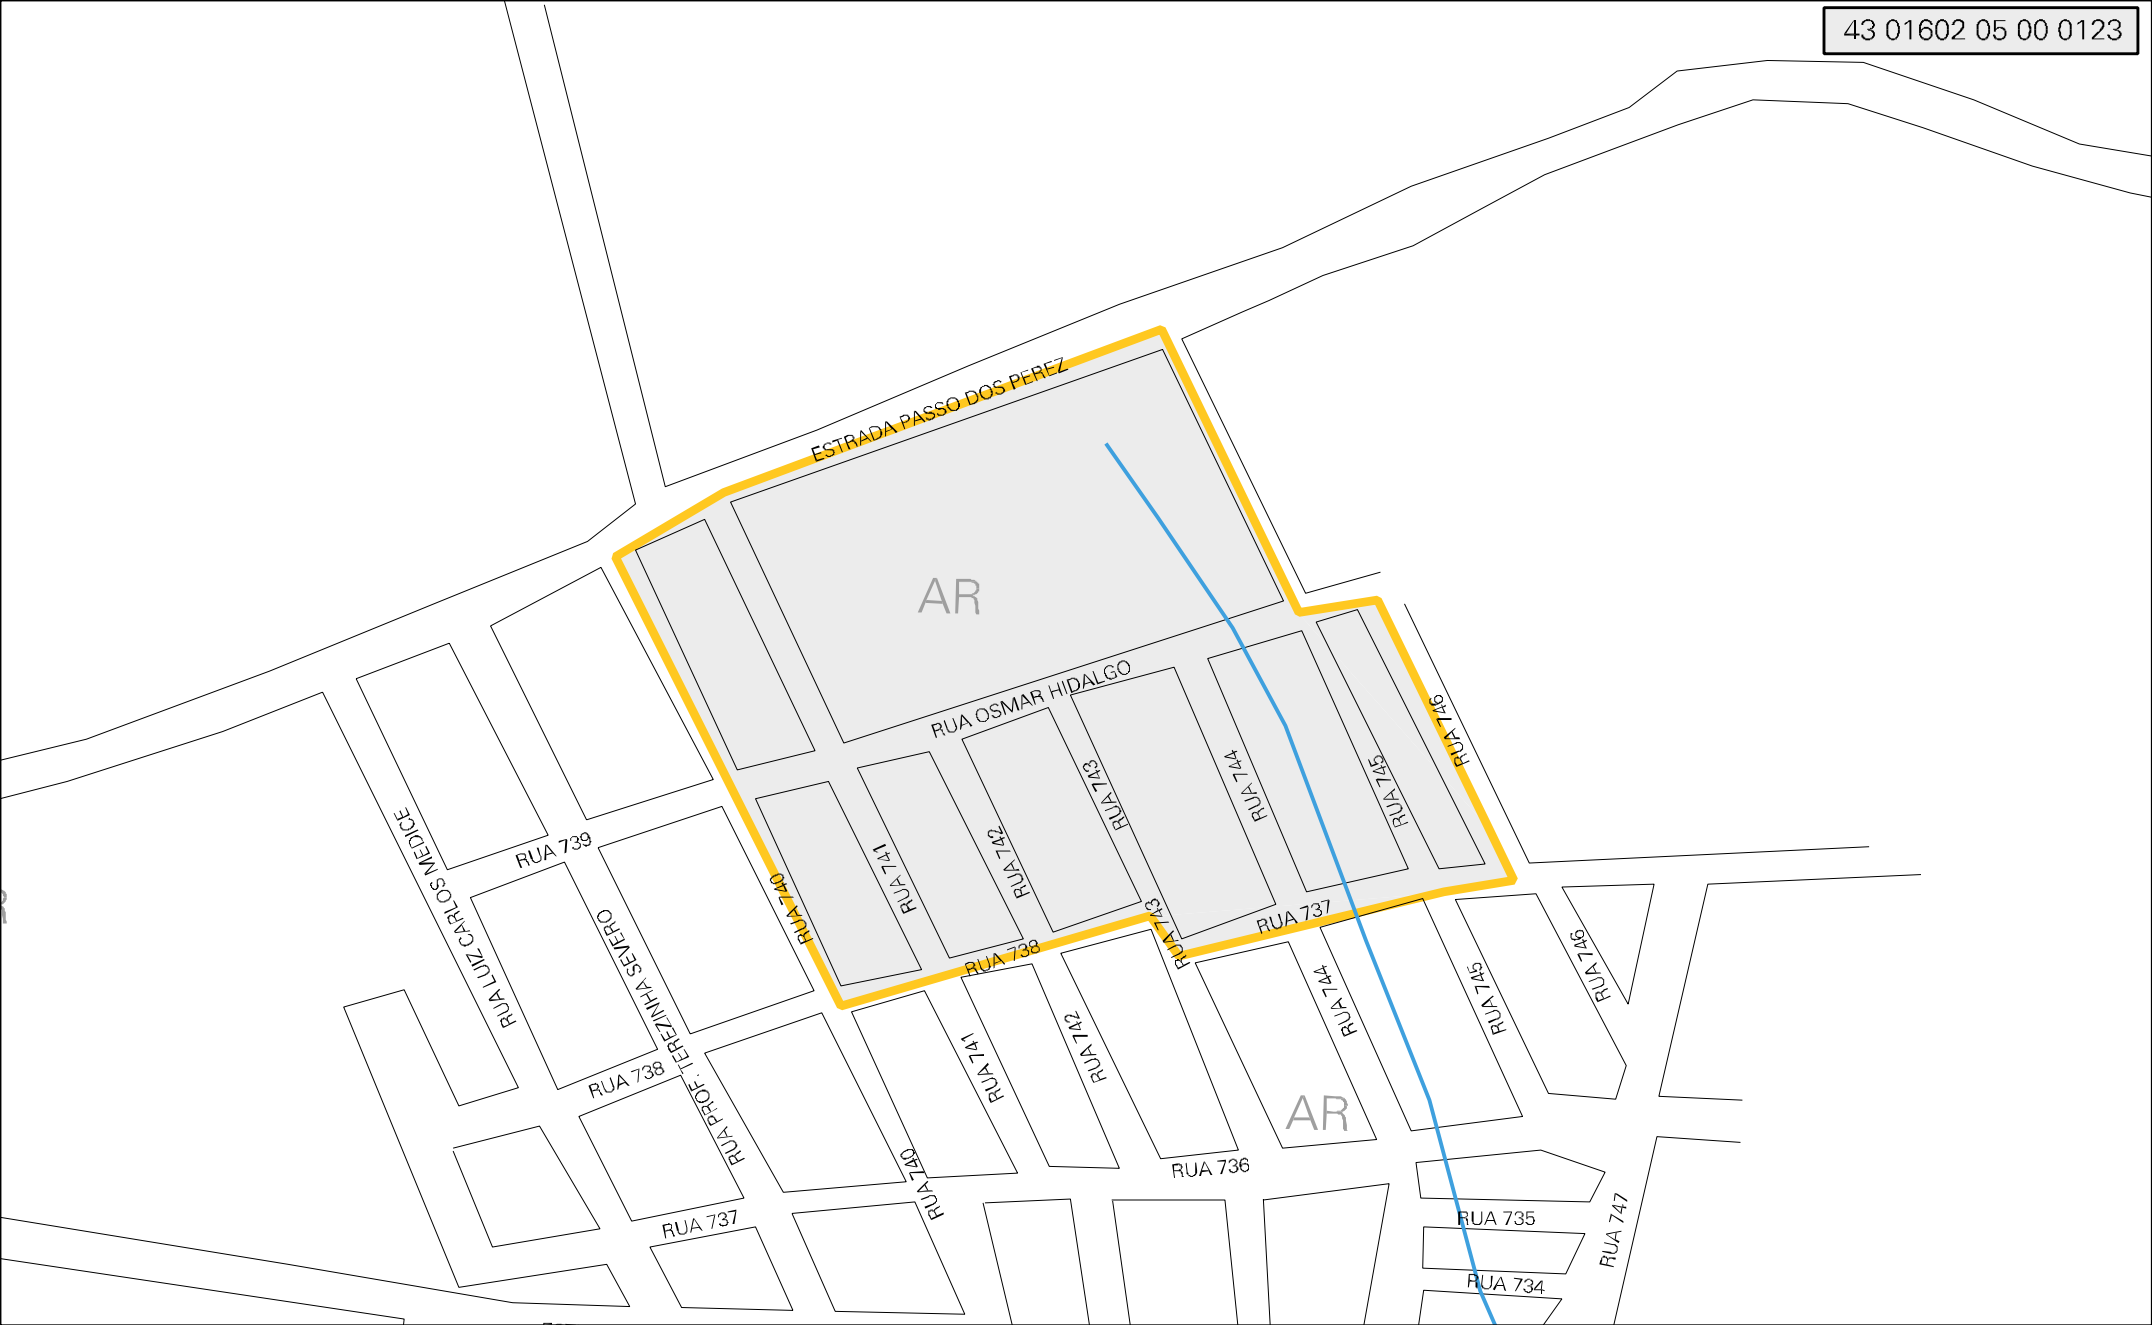 43 01602 05 00 0123
ESTRADA PASSO DOS PEREZ
AR
RUA OSMAR HIDALGO
RUA 746
RUA 744
RUA 745
RUA 743
RUA 742
RUA 741
RUA 739
RUA LUIZ CARLOS MEDICE
RUA 740
RUA 743
RUA 737
RUA PROF. TEREZINHA SEVERO
RUA 738
RUA 746
RUA 745
RUA 744
RUA 742
RUA 741
RUA 738
AR
RUA 740
RUA 736
RUA 737
RUA 735
RUA 747
RUA 734